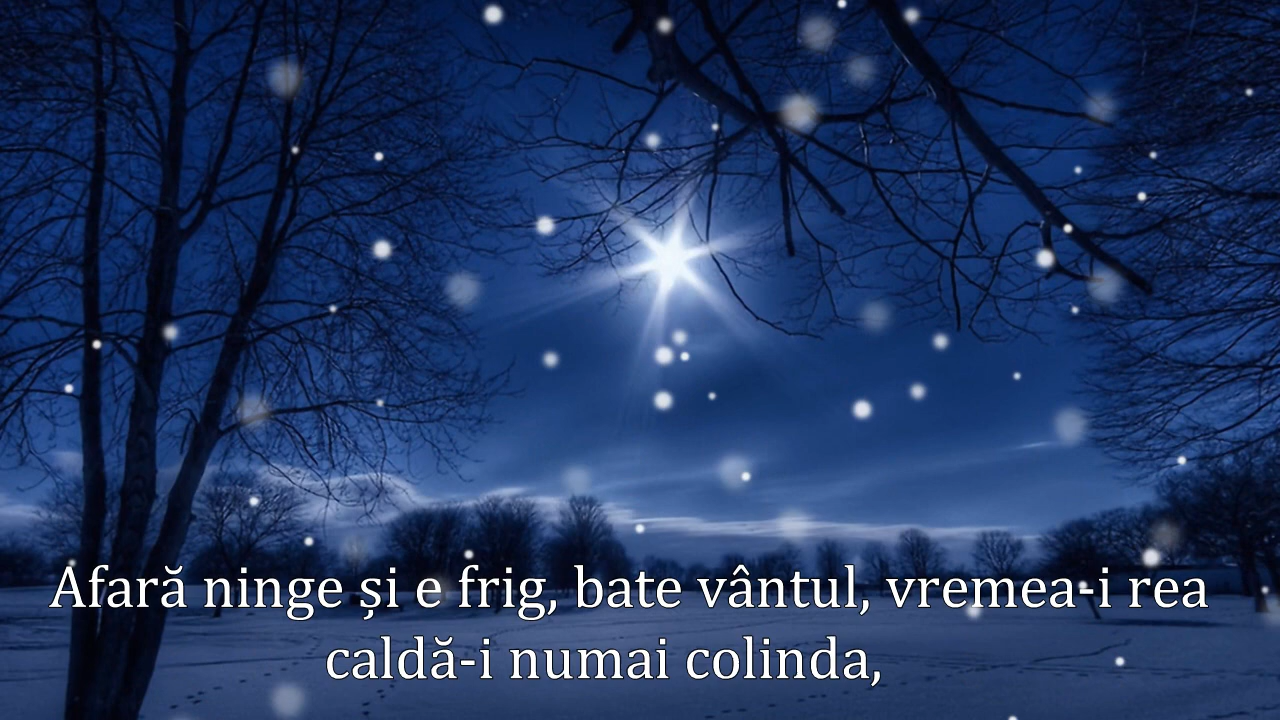 Afară ninge și e frig, bate vântul, vremea-i rea
caldă-i numai colinda,